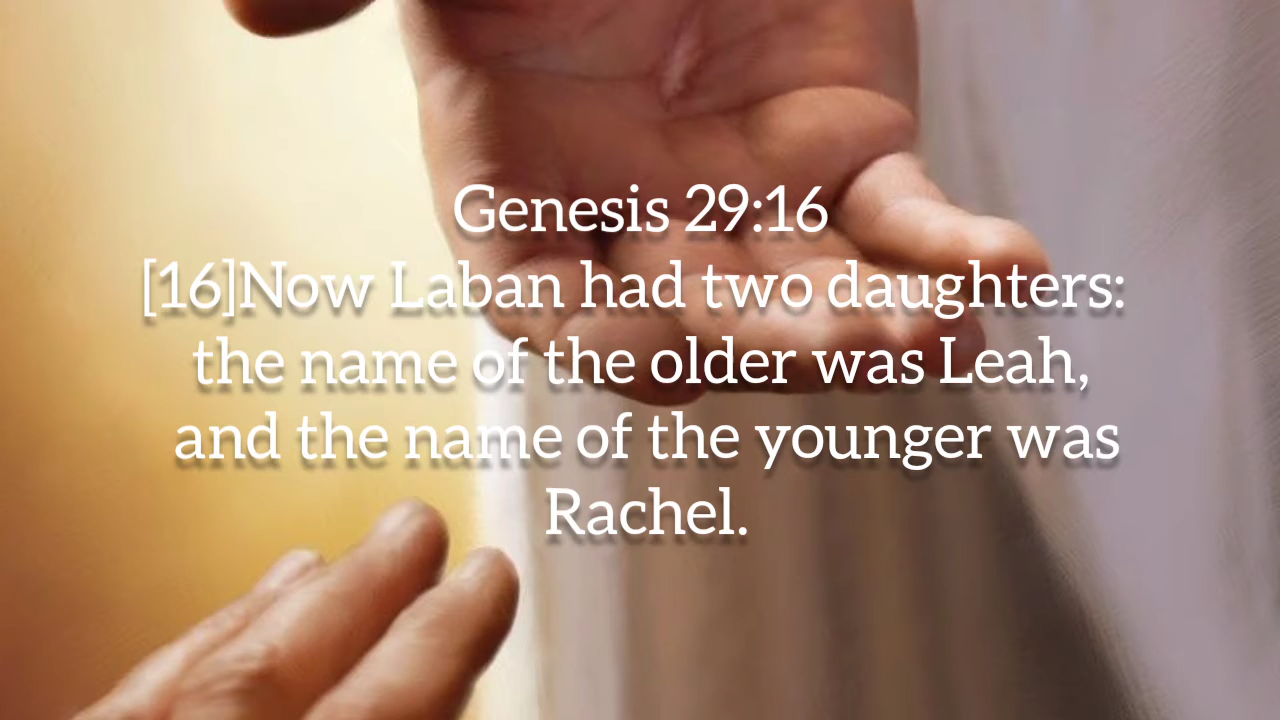 Genesis 29:16
[16]Now Laban had two daughters:
the name of the older was Leah,
and the name of the younger was
Rachel.